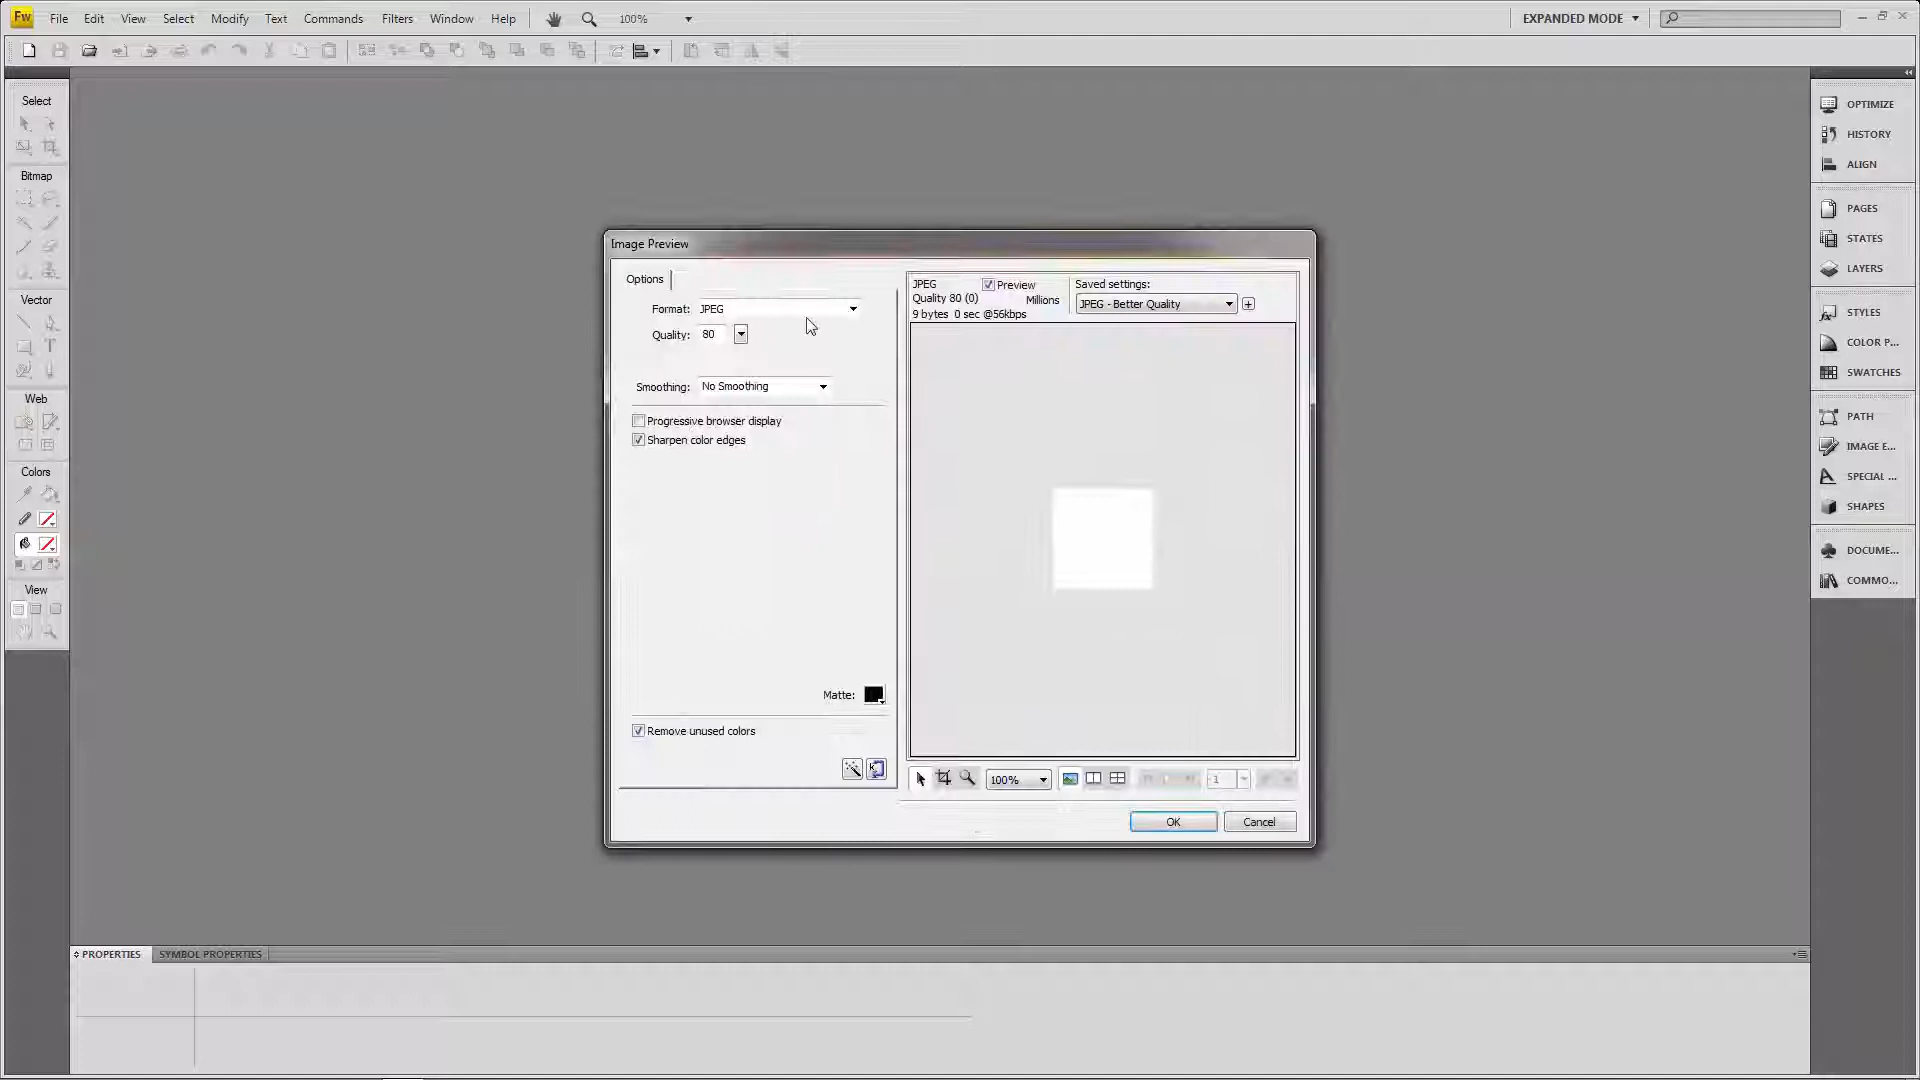 Fw File Edit View Select Modify Text Commands Filters Window Help 100% EXPANDED MODE
Select
Bitmap
Vector
Web
Colors
View
Image Preview
Options
Format: JPEG
Quality: 80
Smoothing: No Smoothing
Progressive browser display
Sharpen color edges
Matte:
Remove unused colors
JPEG Preview Saved settings:
Quality 80 (0) Millions JPEG - Better Quality
9 bytes 0 sec @56kbps
100% 1
OK Cancel
OPTIMIZE
HISTORY
ALIGN
PAGES
STATES
LAYERS
STYLES
COLOR P...
SWATCHES
PATH
IMAGE E...
SPECIAL ...
SHAPES
DOCUME...
COMMO...
PROPERTIES SYMBOL PROPERTIES